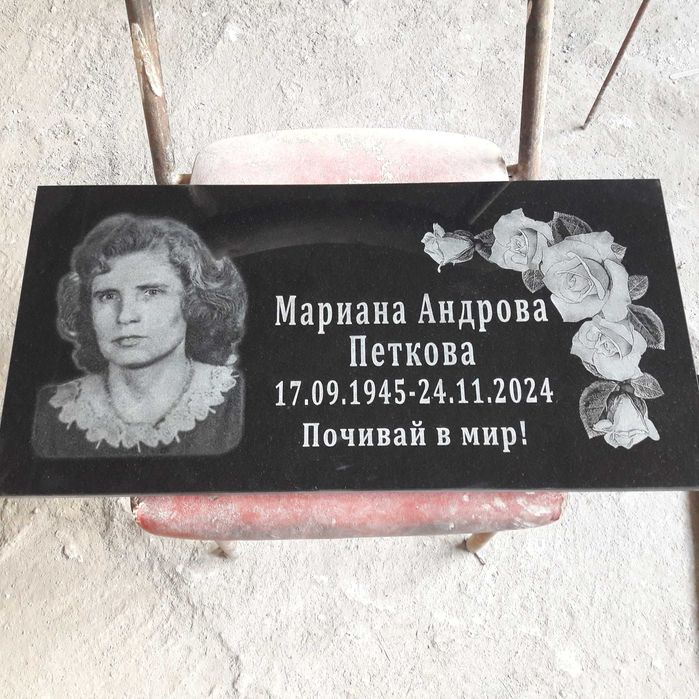 Мариана Андрова
Петкова
17.09.1945-24.11.2024
Почивай в мир!